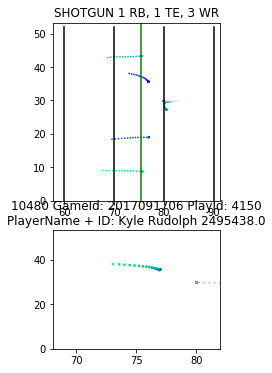 SHOTGUN 1 RB, 1 TE, 3 WR
50
40
30
20
10
0
60 70 80 90
10480 GameId: 2017091706 PlayId: 4150
PlayerName + ID: Kyle Rudolph 2495438.0
40
20
0
70 75 80